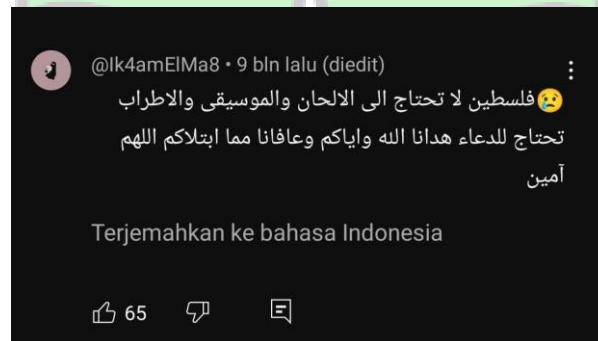 @Ik4amElMa8 • 9 bln lalu (diedit)
😢فلسطين لا تحتاج الى الالحان والموسيقى والاطراب
تحتاج للدعاء هدانا الله واياكم وعافانا مما ابتلاكم اللهم
آمين
Terjemahkan ke bahasa Indonesia
65